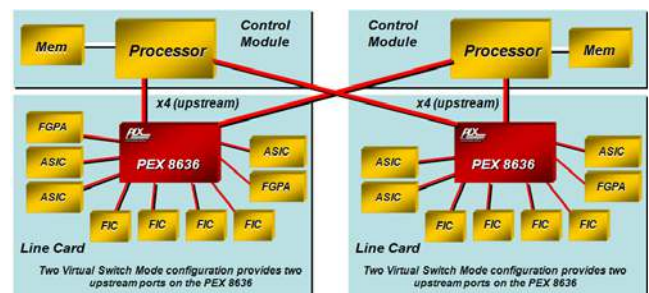 Mem
Processor
Control
Module
Control
Module
Processor
Mem
x4 (upstream)
x4 (upstream)
FGPA
ASIC
ASIC
PLX
PEX 8636
ASIC
FGPA
FIC
FIC
FIC
FIC
Line Card
Two Virtual Switch Mode configuration provides two
upstream ports on the PEX 8636
ASIC
ASIC
PLX
PEX 8636
ASIC
FGPA
FIC
FIC
FIC
FIC
Line Card
Two Virtual Switch Mode configuration provides two
upstream ports on the PEX 8636